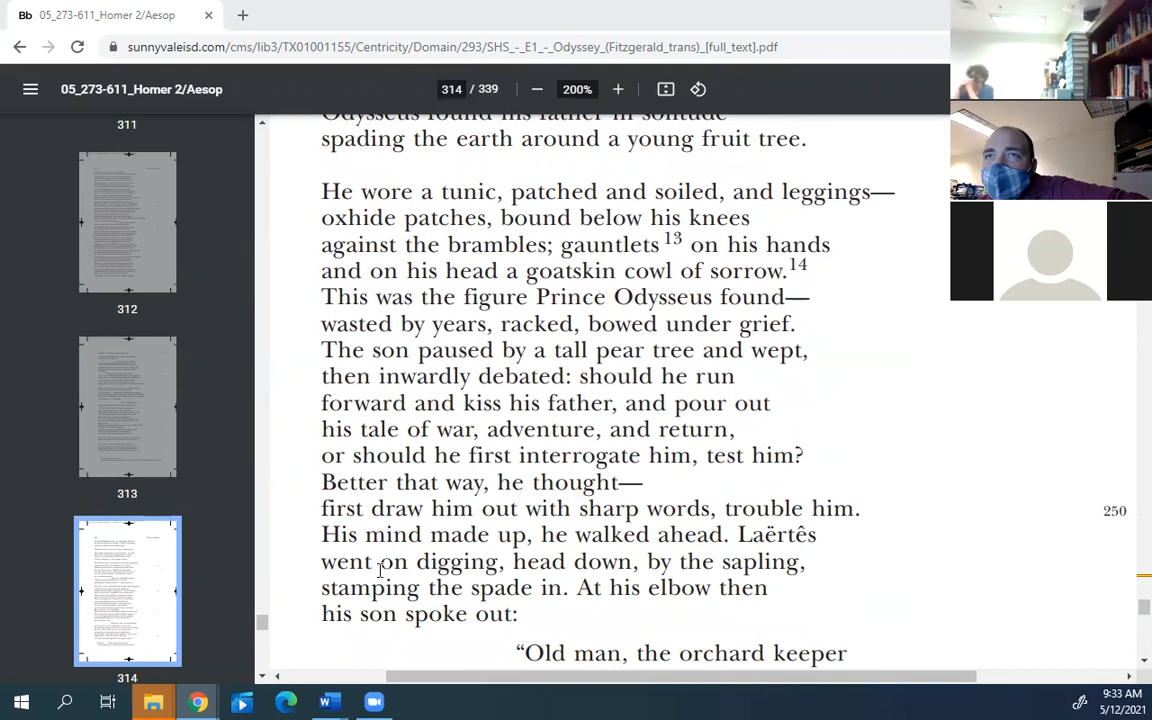 Bb 05_273-611_Homer 2/Aesop
sunnyvaleisd.com/cms/lib3/TX01001155/Centricity/Domain/293/SHS_-_E1_-_Odyssey_(Fitzgerald_trans)_[full_text].pdf
05_273-611_Homer 2/Aesop
314 / 339
200%
311
312
313
314
Odysseus found his father in solitude
spading the earth around a young fruit tree.
He wore a tunic, patched and soiled, and leggings—
oxhide patches, bound below his knees
against the brambles; gauntlets 13 on his hands
and on his head a goatskin cowl of sorrow.14
This was the figure Prince Odysseus found—
wasted by years, racked, bowed under grief.
The son paused by a tall pear tree and wept,
then inwardly debated: should he run
forward and kiss his father, and pour out
his tale of war, adventure, and return,
or should he first interrogate him, test him?
Better that way, he thought—
first draw him out with sharp words, trouble him.
250
His mind made up, he walked ahead. Laërtês
went on digging, head down, by the sapling,
stamping the spade in. At his elbow then
his son spoke out:
“Old man, the orchard keeper
9:33 AM
5/12/2021